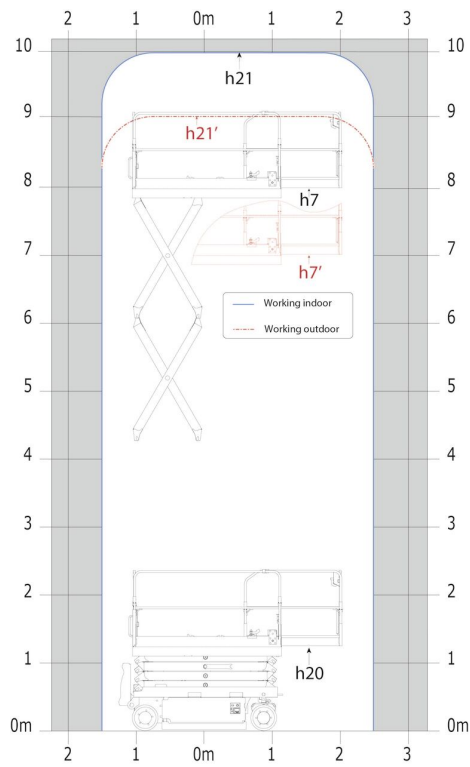 2 1 0m 1 2 3
10 10
h21
9 9
h21’
8 8
h7
7 7
h7’
Working indoor
6 6
Working outdoor
5 5
4 4
3 3
2 2
1 1
h20
0m 0m
2 1 0m 1 2 3